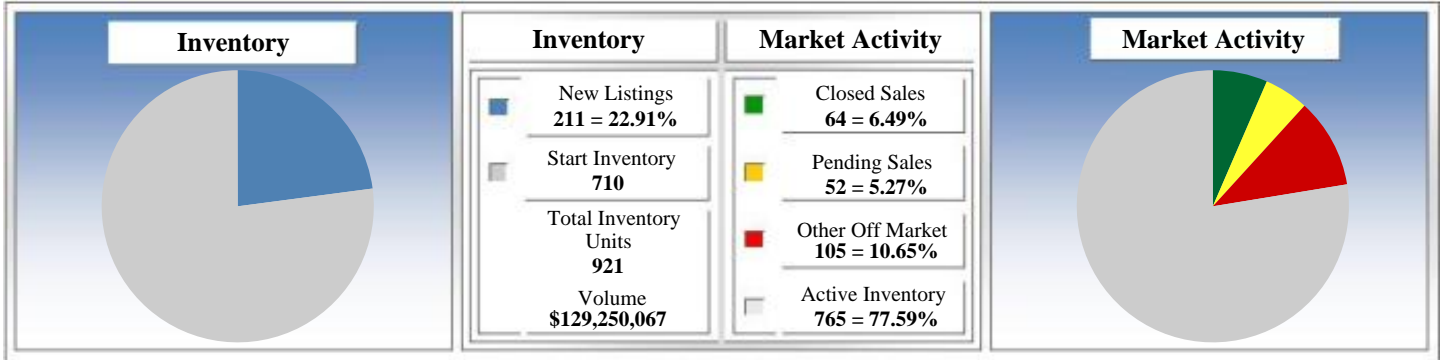 Inventory
Inventory
Market Activity
New Listings
211 = 22.91%
Start Inventory
710
Total Inventory
Units
921
Volume
$129,250,067
Closed Sales
64 = 6.49%
Pending Sales
52 = 5.27%
Other Off Market
105 = 10.65%
Active Inventory
765 = 77.59%
Market Activity